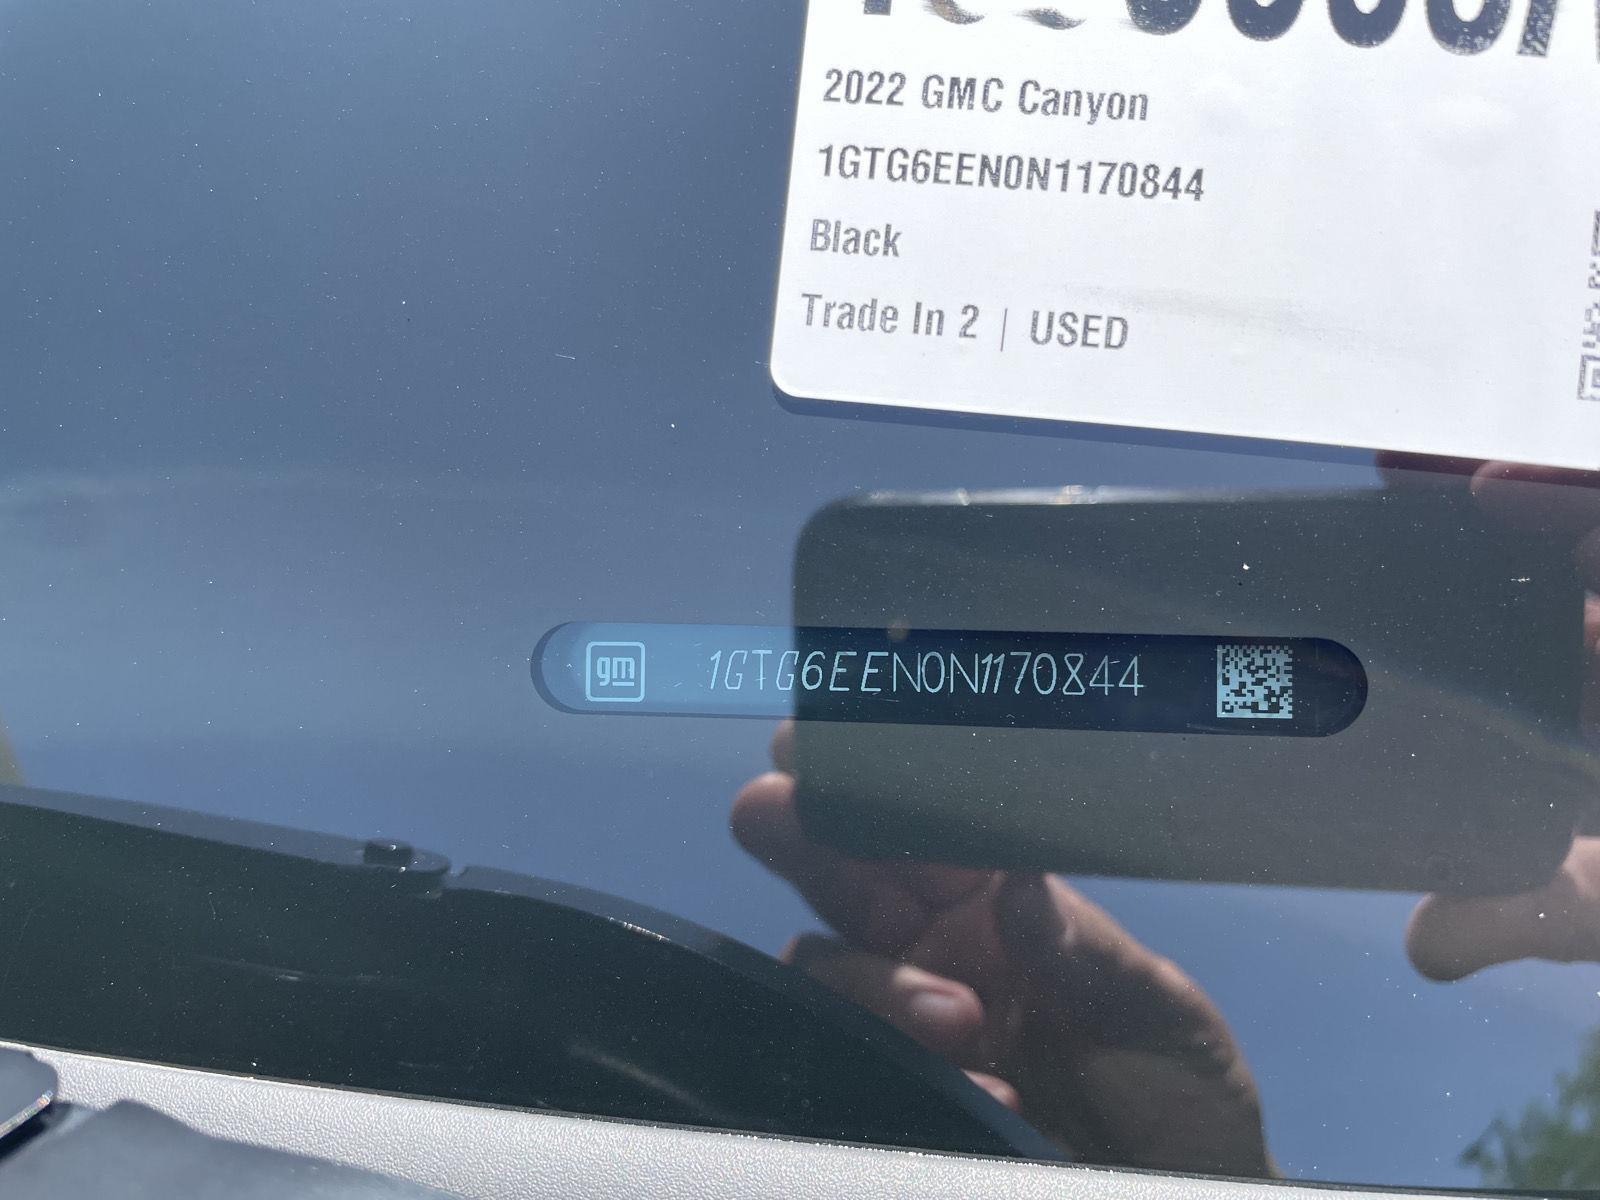 2022 GMC Canyon
1GTG6EEN0N1170844
Black
Trade In 2 | USED
gm 1GTG6EEN0N1170844